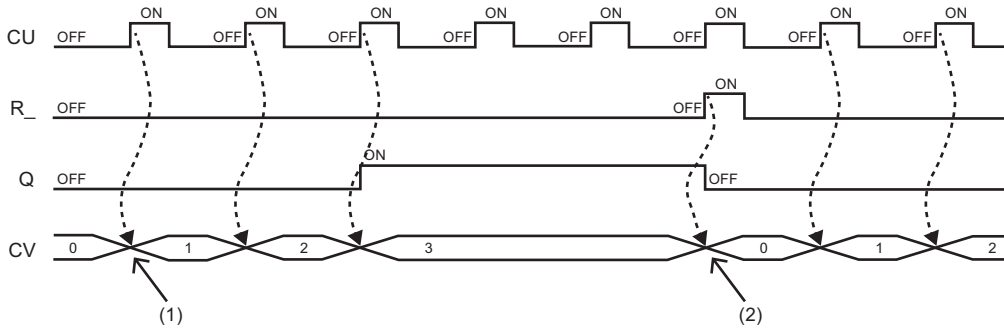 ON ON ON ON ON ON ON ON
CU OFF OFF OFF OFF OFF OFF OFF OFF
ON
R_ OFF OFF
ON
Q OFF OFF
CV 0 1 2 3 0 1 2
(1) (2)